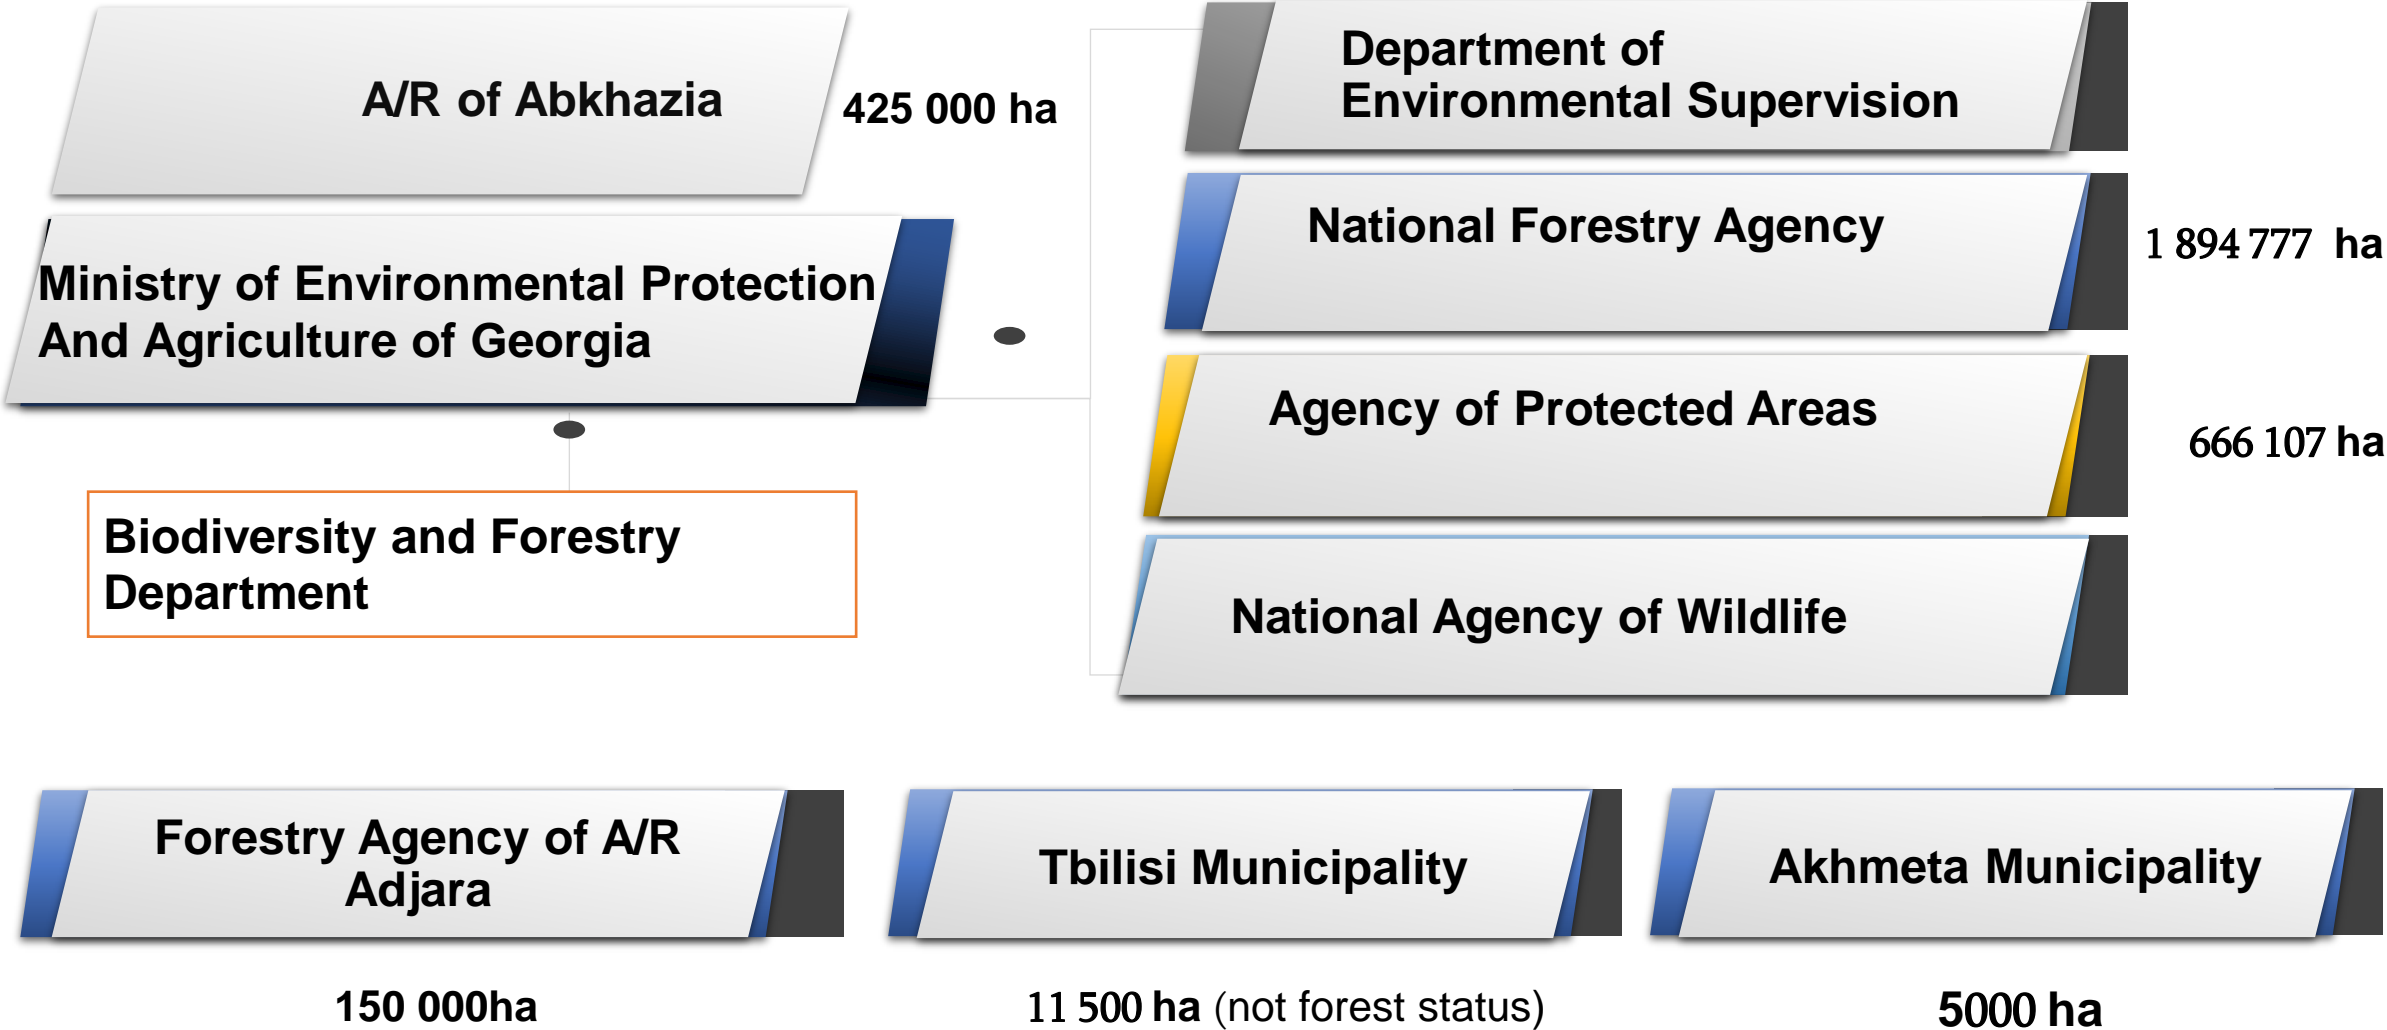 A/R of Abkhazia
425 000 ha
Ministry of Environmental Protection
And Agriculture of Georgia
Biodiversity and Forestry
Department
Department of
Environmental Supervision
National Forestry Agency
1 894 777 ha
Agency of Protected Areas
666 107 ha
National Agency of Wildlife
Forestry Agency of A/R
Adjara
150 000ha
Tbilisi Municipality
11 500 ha (not forest status)
Akhmeta Municipality
5000 ha